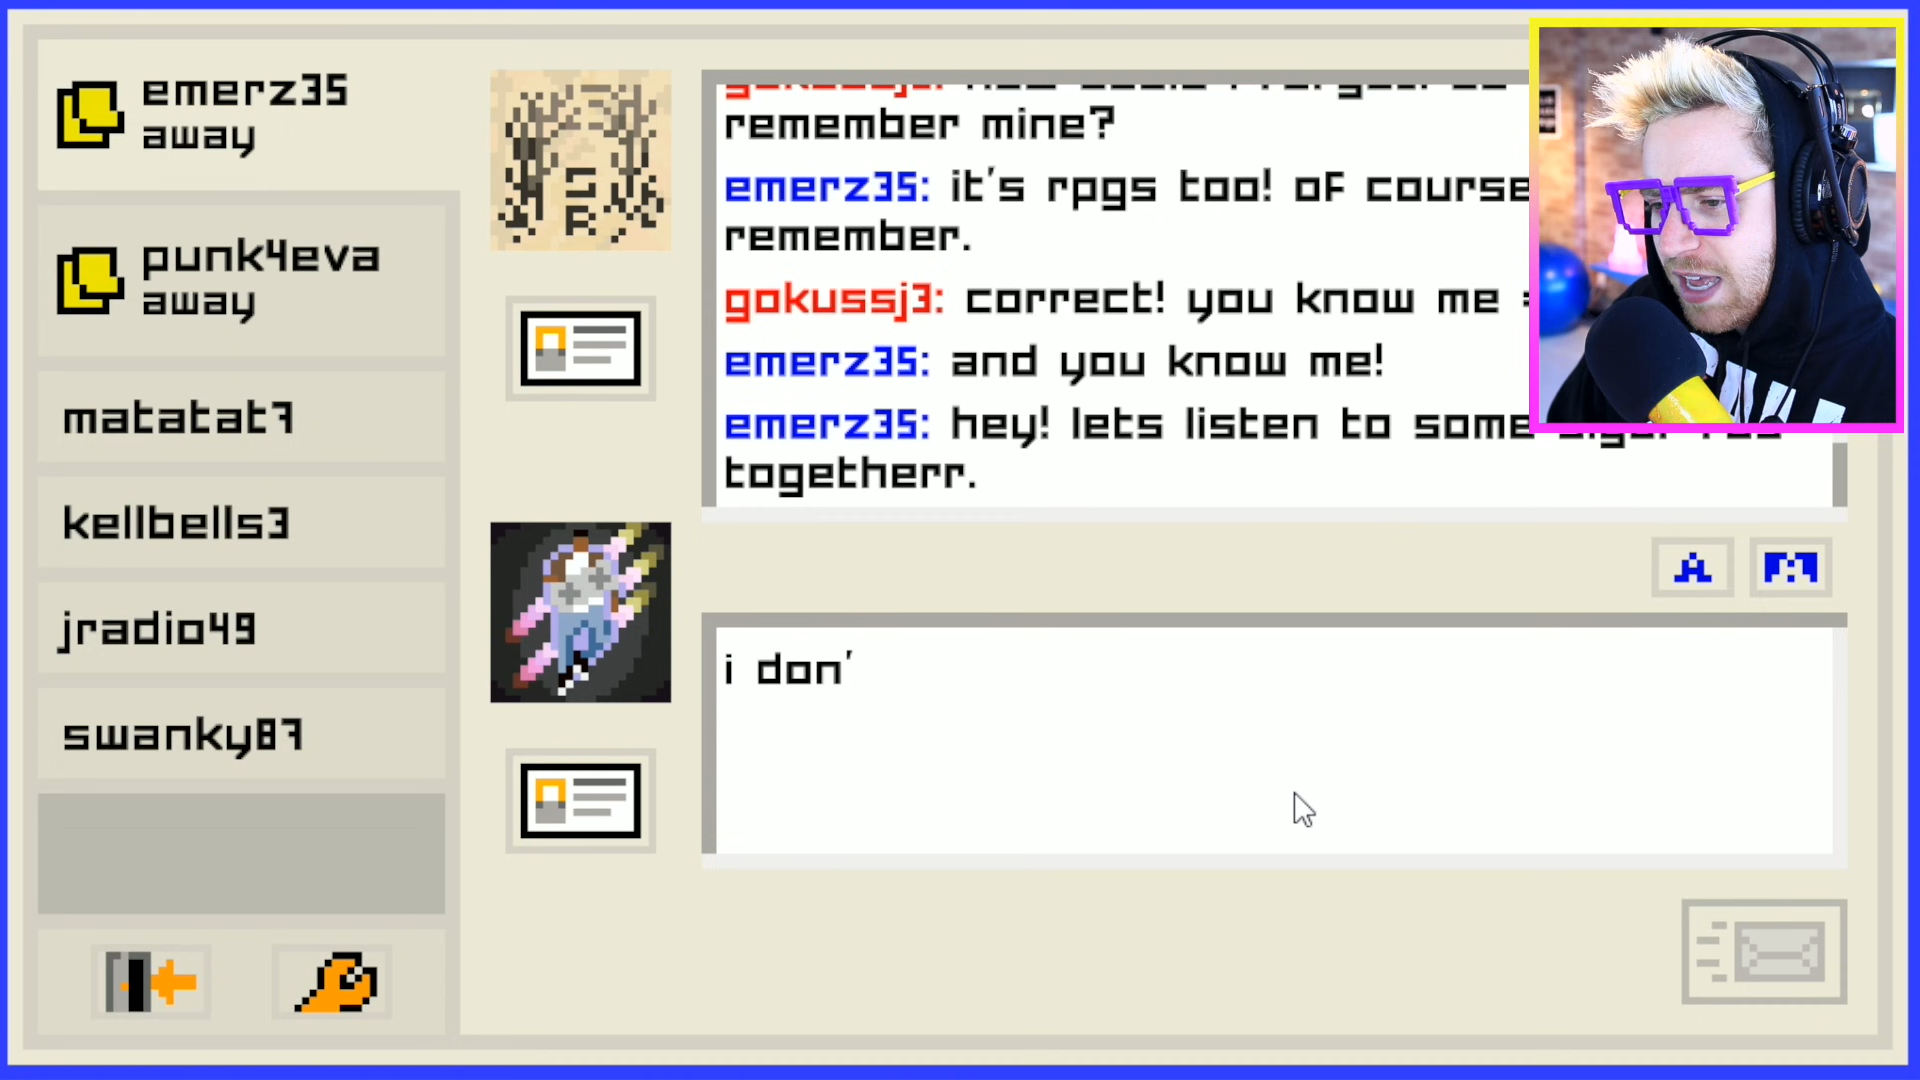 emerz35
away
punk4eva
away
matatat7
kellbells3
jradio49
swanky87
remember mine?
emerz35: it's rpgs too! of course
remember.
gokussj3: correct! you know me
emerz35: and you know me!
emerz35: hey! lets listen to some
togetherr.
i don'